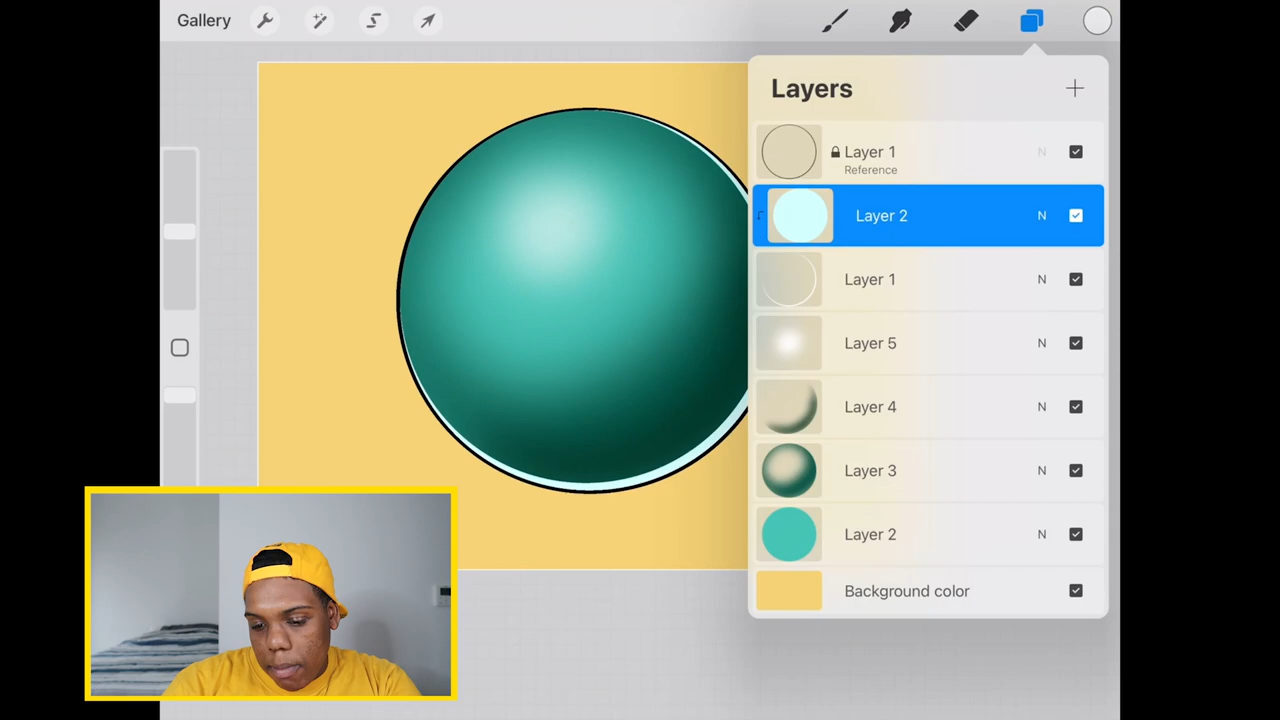 Gallery
Layers
Layer 1 N
Reference
Layer 2 N
Layer 1 N
Layer 5 N
Layer 4 N
Layer 3 N
Layer 2 N
Background color